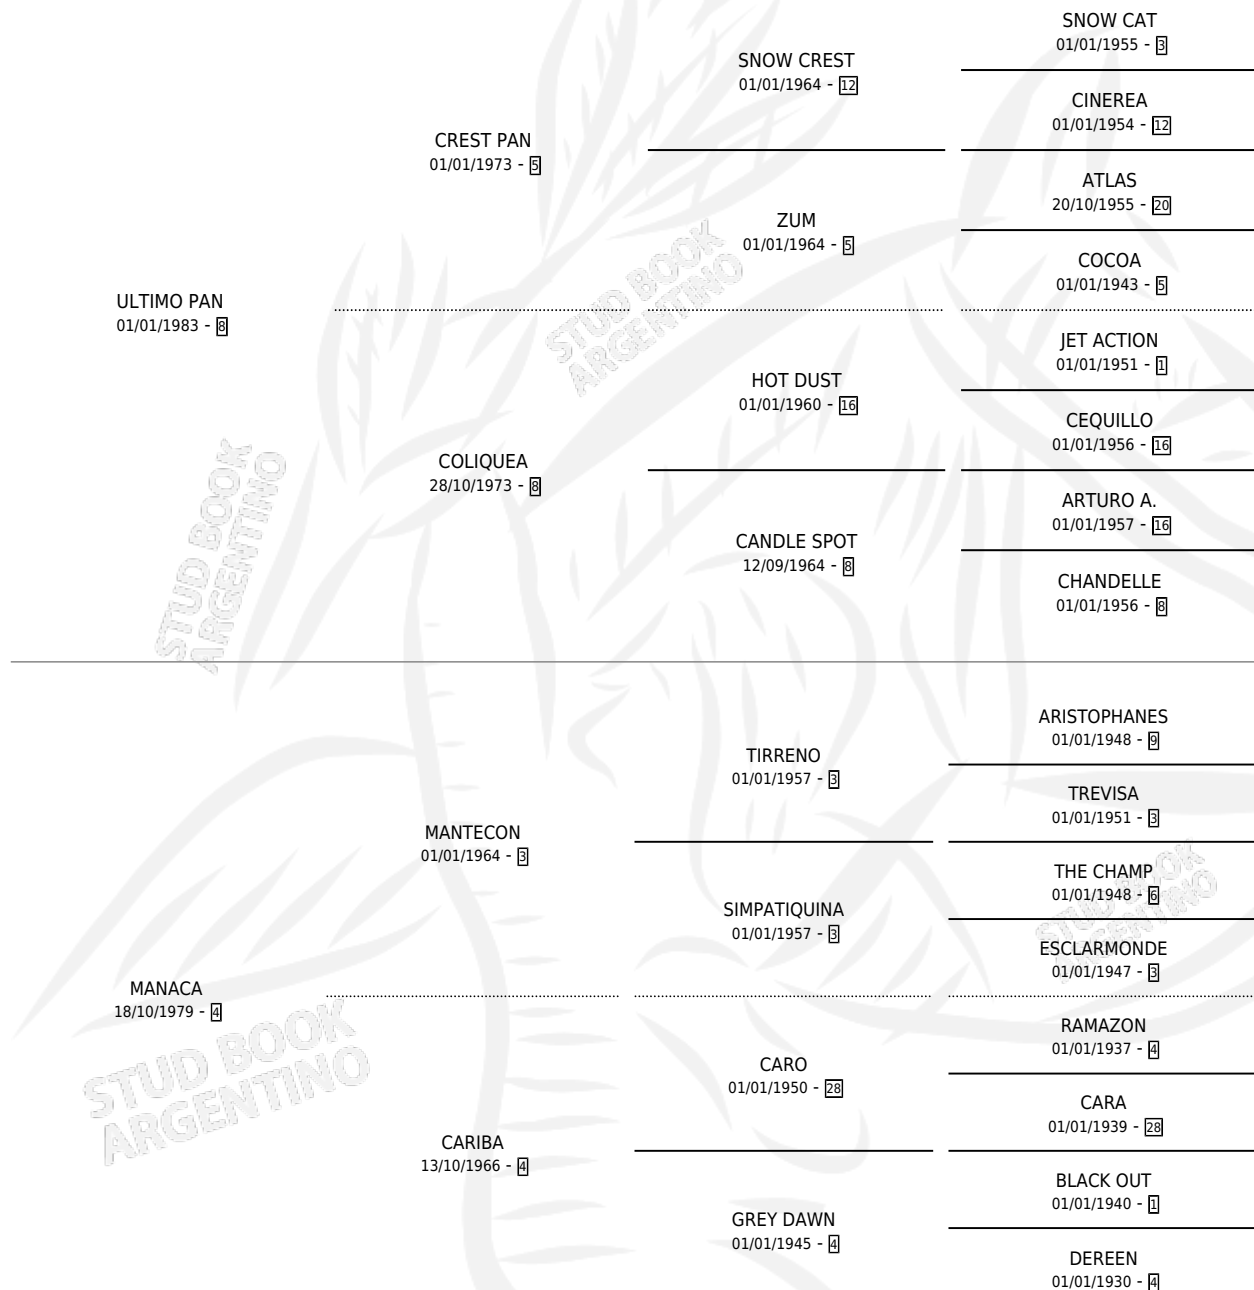 SNOW CAT
01/01/1955 - 3
SNOW CREST
01/01/1964 - 12
CINEREA
01/01/1954 - 12
CREST PAN
01/01/1973 - 5
ATLAS
20/10/1955 - 20
ZUM
01/01/1964 - 5
COCOA
01/01/1943 - 5
ULTIMO PAN
01/01/1983 - 8
JET ACTION
01/01/1951 - 1
HOT DUST
01/01/1960 - 16
CEQUILLO
01/01/1956 - 16
COLIQUEA
28/10/1973 - 8
ARTURO A.
01/01/1957 - 16
CANDLE SPOT
12/09/1964 - 8
CHANDELLE
01/01/1956 - 8
ARISTOPHANES
01/01/1948 - 9
TIRRENO
01/01/1957 - 3
TREVISA
01/01/1951 - 3
MANTECON
01/01/1964 - 3
THE CHAMP
01/01/1948 - 6
SIMPATIQUINA
01/01/1957 - 3
ESCLARMONDE
01/01/1947 - 3
MANACA
18/10/1979 - 4
RAMAZON
01/01/1937 - 4
CARO
01/01/1950 - 28
CARA
01/01/1939 - 28
CARIBA
13/10/1966 - 4
BLACK OUT
01/01/1940 - 1
GREY DAWN
01/01/1945 - 4
DEREEN
01/01/1930 - 4
STUD BOOK
ARGENTINO
STUD BOOK
ARGENTINO
STUD BOOK
ARGENTINO
STUD BOOK
ARGENTINO